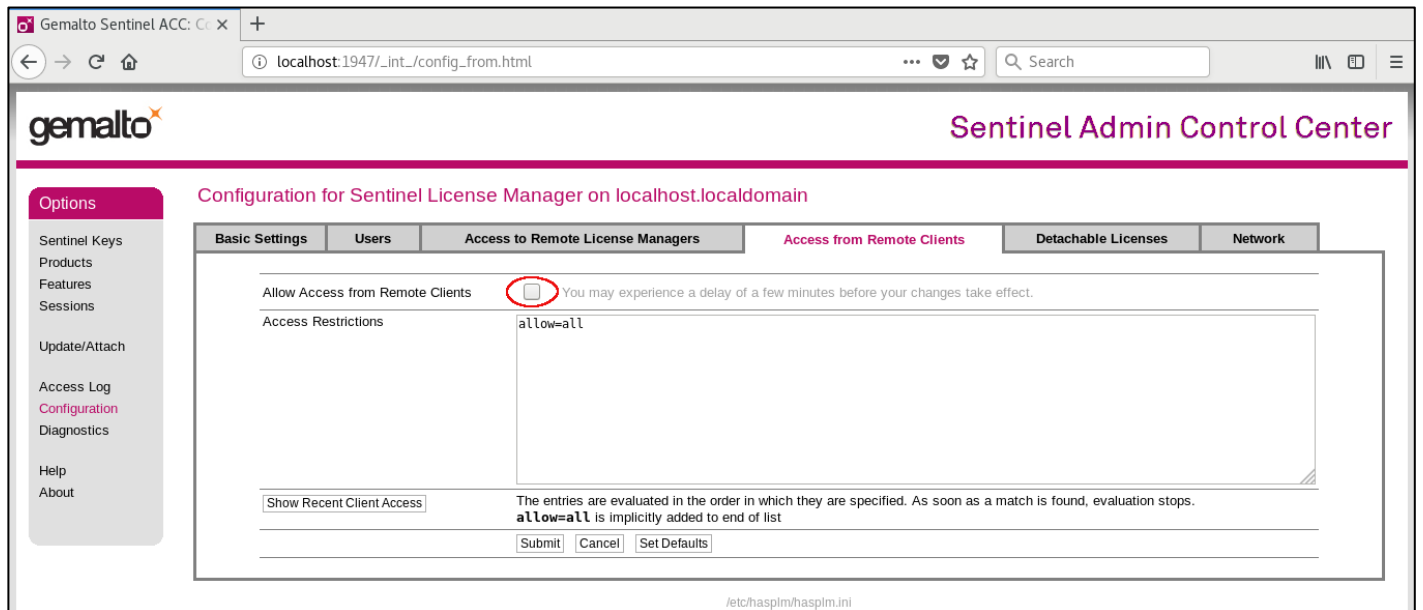 Gemalto Sentinel ACC: Co
localhost:1947/_int_/config_from.html
Search
gemalto
Sentinel Admin Control Center
Options
Sentinel Keys
Products
Features
Sessions
Update/Attach
Access Log
Configuration
Diagnostics
Help
About
Configuration for Sentinel License Manager on localhost.localdomain
Basic Settings Users Access to Remote License Managers Access from Remote Clients Detachable Licenses Network
Allow Access from Remote Clients You may experience a delay of a few minutes before your changes take effect.
Access Restrictions allow=all
Show Recent Client Access The entries are evaluated in the order in which they are specified. As soon as a match is found, evaluation stops.
allow=all is implicitly added to end of list
Submit Cancel Set Defaults
/etc/hasplm/hasplm.ini